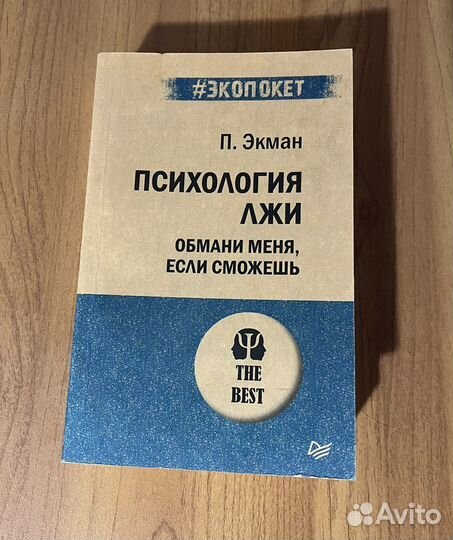 #ЭКОПОКЕТ
П. Экман
ПСИХОЛОГИЯ
ЛЖИ
ОБМАНИ МЕНЯ,
ЕСЛИ СМОЖЕШЬ
Ψ
THE
BEST
Avito